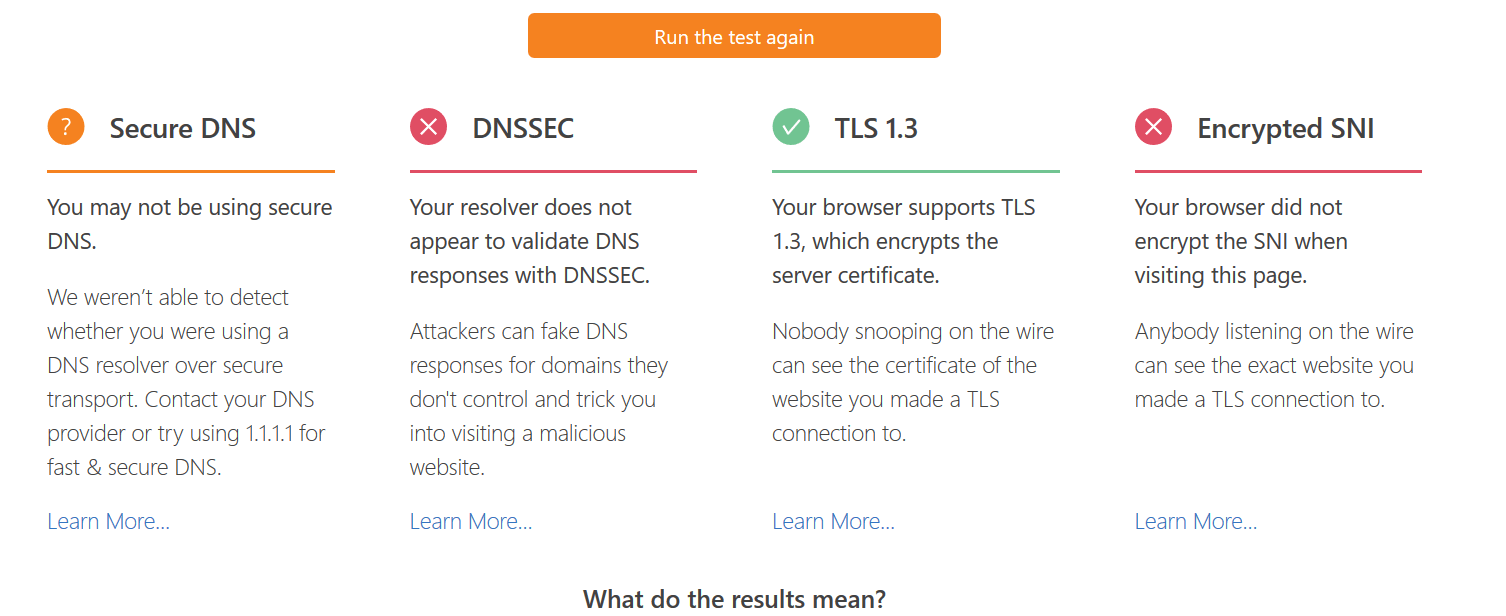 Run the test again
? Secure DNS
You may not be using secure
DNS.
We weren’t able to detect
whether you were using a
DNS resolver over secure
transport. Contact your DNS
provider or try using 1.1.1.1 for
fast & secure DNS.
Learn More...
DNSSEC
Your resolver does not
appear to validate DNS
responses with DNSSEC.
Attackers can fake DNS
responses for domains they
don't control and trick you
into visiting a malicious
website.
Learn More...
TLS 1.3
Your browser supports TLS
1.3, which encrypts the
server certificate.
Nobody snooping on the wire
can see the certificate of the
website you made a TLS
connection to.
Learn More...
Encrypted SNI
Your browser did not
encrypt the SNI when
visiting this page.
Anybody listening on the wire
can see the exact website you
made a TLS connection to.
Learn More...
What do the results mean?